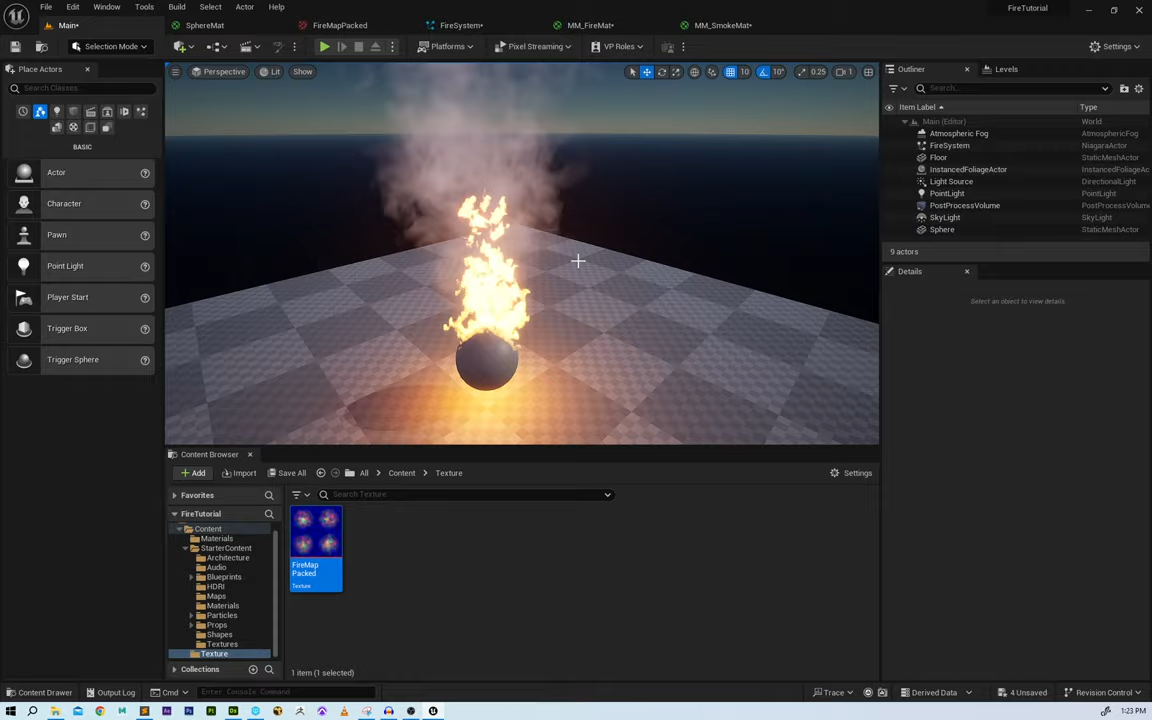 File Edit Window Tools Build Select Actor Help
FireTutorial
Main•
SphereMat
FireMapPacked
FireSystem•
MM_FireMat•
MM_SmokeMat•
Selection Mode
Platforms
Pixel Streaming
VP Roles
Settings
Place Actors
Search Classes
BASIC
Actor
Character
Pawn
Point Light
Player Start
Trigger Box
Trigger Sphere
Perspective
Lit
Show
10
10°
0.25
1
Outliner
Levels
Search...
Item Label
Type
Main (Editor) World
Atmospheric Fog AtmosphericFog
FireSystem NiagaraActor
Floor StaticMeshActor
InstancedFoliageActor InstancedFoliageAc
Light Source DirectionalLight
PointLight PointLight
PostProcessVolume PostProcessVolum
SkyLight SkyLight
Sphere StaticMeshActor
9 actors
Details
Select an object to view details
Content Browser
Add
Import
Save All
All
Content
Texture
Settings
Favorites
FireTutorial
Content
Materials
StarterContent
Architecture
Audio
Blueprints
HDRI
Maps
Materials
Particles
Props
Shapes
Textures
Texture
Collections
Search Texture
FireMap
Packed
Texture
1 item (1 selected)
Content Drawer
Output Log
Cmd
Enter Console Command
Trace
Derived Data
4 Unsaved
Revision Control
1:23 PM